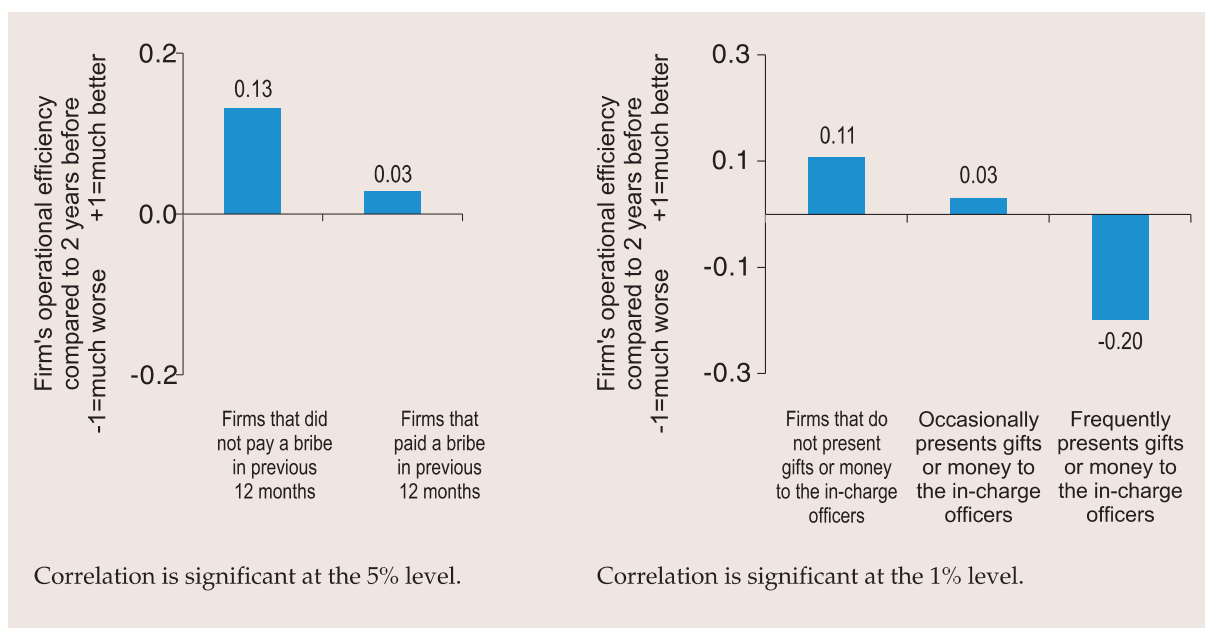 Firm's operational efficiency
compared to 2 years before
-1=much worse +1=much better
0.2
0.0
-0.2
0.13
0.03
Firms that did
not pay a bribe
in previous
12 months
Firms that
paid a bribe
in previous
12 months
Correlation is significant at the 5% level.
Firm's operational efficiency
compared to 2 years before
-1=much worse +1=much better
0.3
0.1
-0.1
-0.3
0.11
0.03
-0.20
Firms that do
not present
gifts or money
to the in-charge
officers
Occasionally
presents gifts
or money to
the in-charge
officers
Frequently
presents gifts
or money to
the in-charge
officers
Correlation is significant at the 1% level.